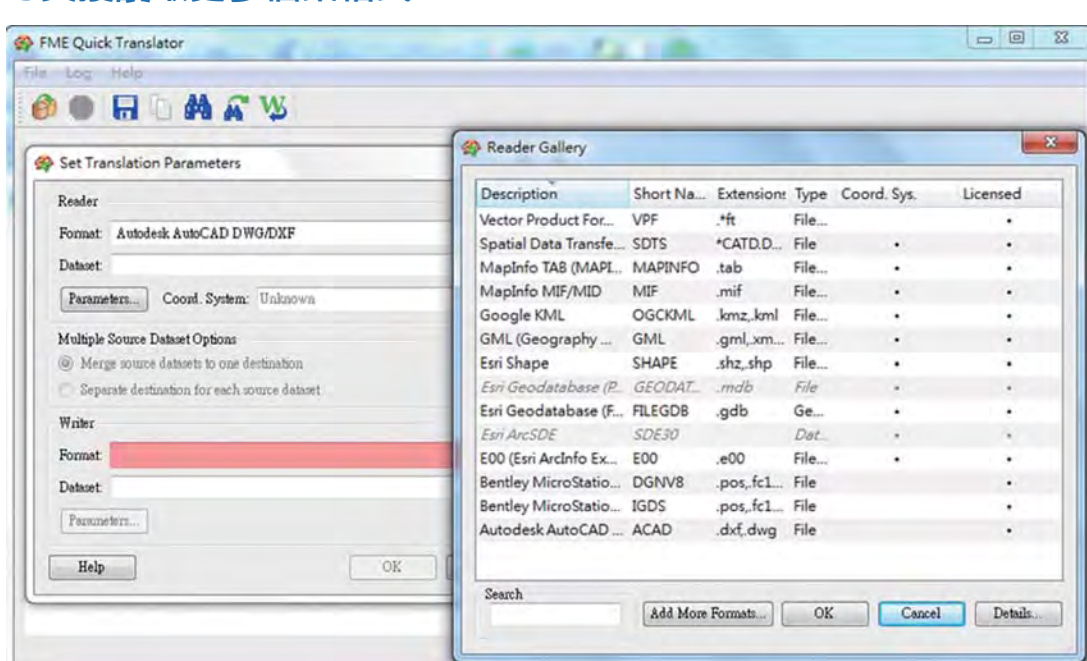 FME Quick Translator
File Log Help
Set Translation Parameters
Reader
Format: Autodesk AutoCAD DWG/DXF
Dataset:
Parameters... Coord. System: Unknown
Multiple Source Dataset Options
Merge source datasets to one destination
Separate destination for each source dataset
Writer
Format:
Dataset:
Parameters...
Help OK
Reader Gallery
Description Short Na... Extensions Type Coord. Sys. Licensed
Vector Product For... VPF .*ft File...
Spatial Data Transfe... SDTS *CATD.D... File
MapInfo TAB (MAPI... MAPINFO .tab File...
MapInfo MIF/MID MIF .mif File...
Google KML OGCKML .kmz,.kml File...
GML (Geography ... GML .gml,.xm... File...
Esri Shape SHAPE .shz,.shp File...
Esri Geodatabase (P... GEODAT... .mdb File
Esri Geodatabase (F... FILEGDB .gdb Ge...
Esri ArcSDE SDE30 Dat...
E00 (Esri ArcInfo Ex... E00 .e00 File...
Bentley MicroStatio... DGNV8 .pos,.fc1... File
Bentley MicroStatio... IGDS .pos,.fc1... File
Autodesk AutoCAD ... ACAD .dxf,.dwg File
Search
Add More Formats... OK Cancel Details...